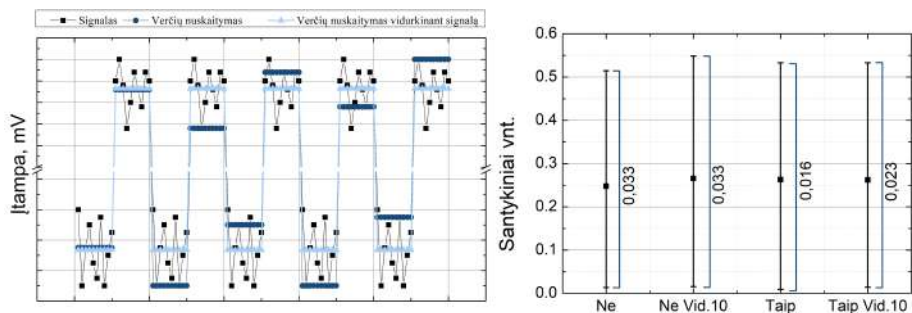 Signalas Verčių nuskaitymas Verčių nuskaitymas vidurkinant signalą
Įtampa, mV
Santykiniai vnt.
0.6
0.5
0.4
0.3
0.2
0.1
0.0
0,033
0,033
0,016
0,023
Ne Ne Vid.10 Taip Taip Vid.10